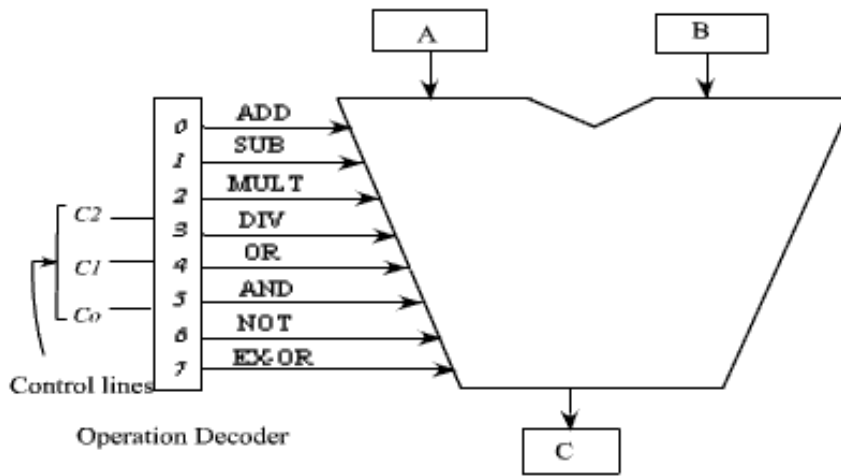 A
B
0 ADD
1 SUB
2 MULT
3 DIV
4 OR
5 AND
6 NOT
7 EX-OR
C2
C1
Co
Control lines
Operation Decoder
C